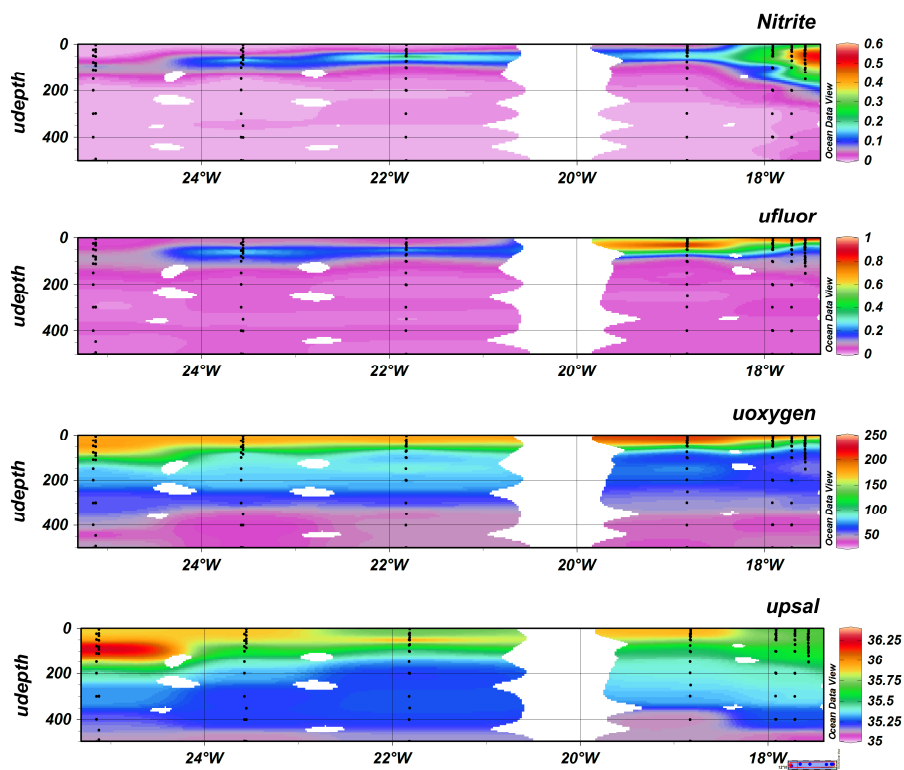 Nitrite
udepth
0
200
400
24°W
22°W
20°W
18°W
0.6
0.5
0.4
0.3
0.2
0.1
0
Ocean Data View
ufluor
udepth
0
200
400
24°W
22°W
20°W
18°W
1
0.8
0.6
0.4
0.2
0
Ocean Data View
uoxygen
udepth
0
200
400
24°W
22°W
20°W
18°W
250
200
150
100
50
Ocean Data View
upsal
udepth
0
200
400
24°W
22°W
20°W
18°W
36.25
36
35.75
35.5
35.25
35
Ocean Data View